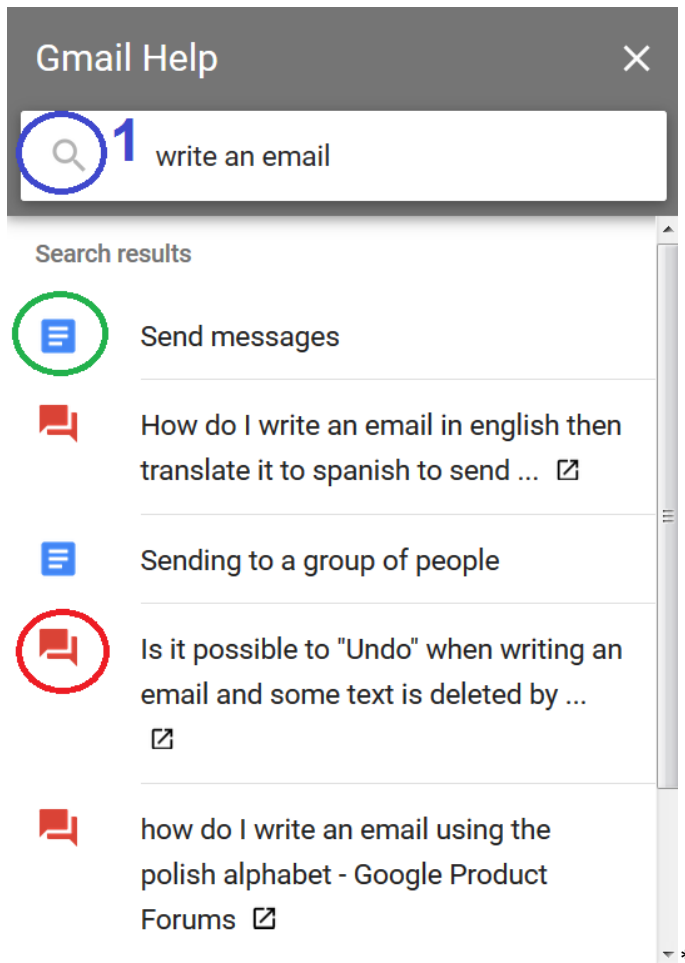 Gmail Help
1 write an email
Search results
Send messages
How do I write an email in english then
translate it to spanish to send ...
Sending to a group of people
Is it possible to "Undo" when writing an
email and some text is deleted by ...
how do I write an email using the
polish alphabet - Google Product
Forums